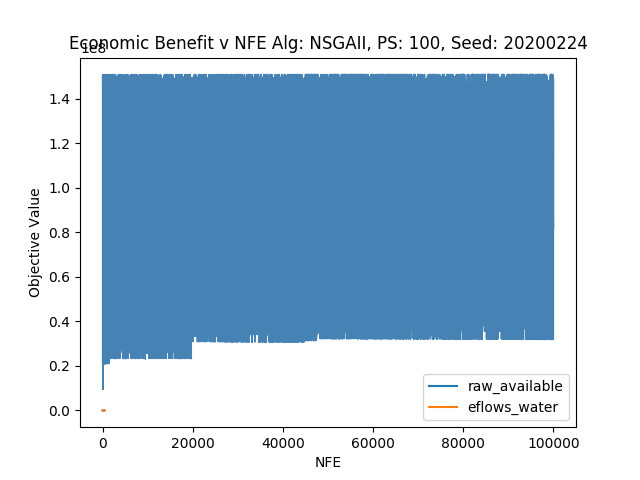 Economic Benefit v NFE Alg: NSGAII, PS: 100, Seed: 20200224
1e8
1.4
1.2
1.0
0.8
0.6
0.4
0.2
0.0
Objective Value
raw_available
eflows_water
0 20000 40000 60000 80000 100000
NFE